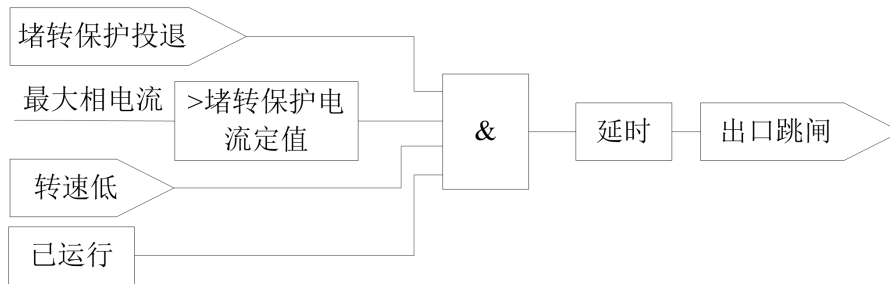 堵转保护投退
最大相电流
>堵转保护电
流定值
&
延时
出口跳闸
转速低
已运行